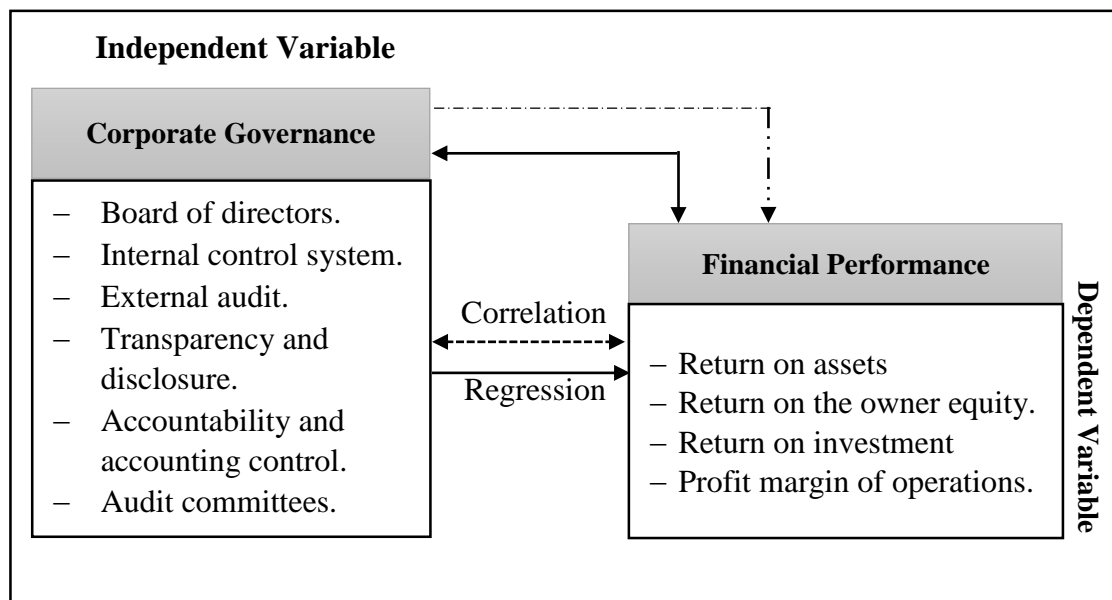 Independent Variable
Corporate Governance
– Board of directors.
– Internal control system.
– External audit.
– Transparency and
disclosure.
– Accountability and
accounting control.
– Audit committees.
Correlation
Regression
Financial Performance
– Return on assets
– Return on the owner equity.
– Return on investment
– Profit margin of operations.
Dependent Variable